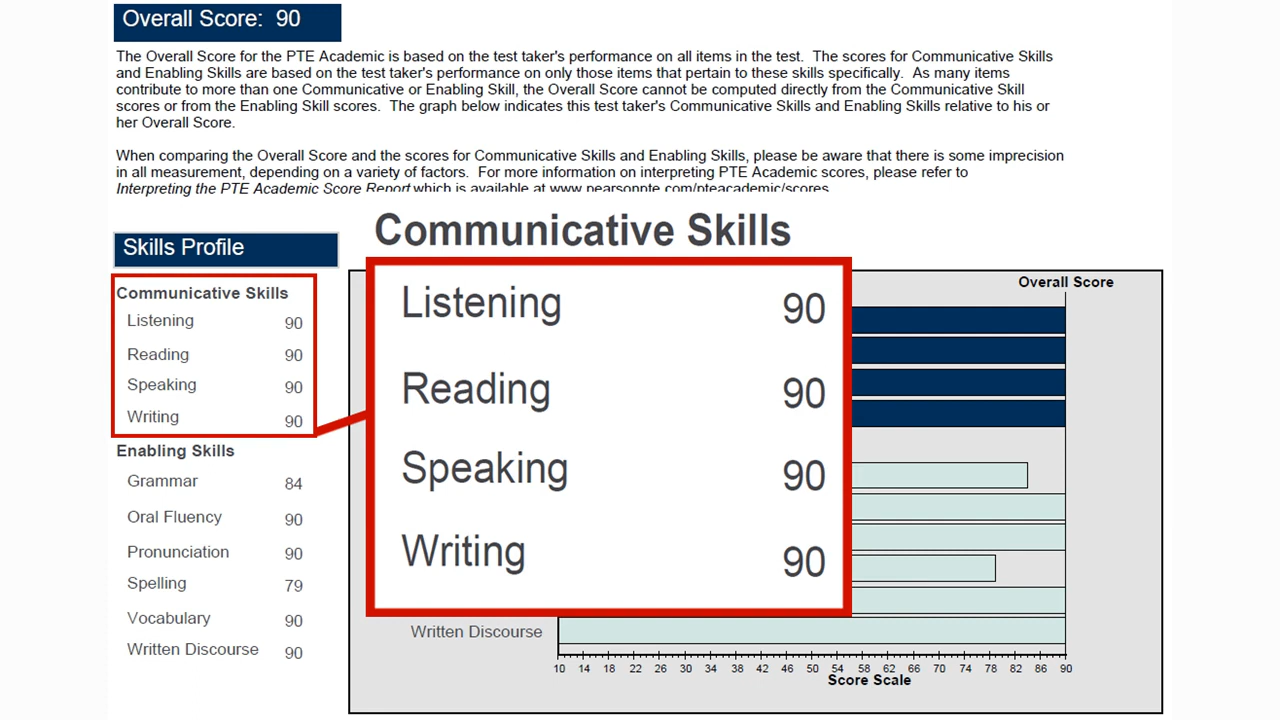 Overall Score: 90
The Overall Score for the PTE Academic is based on the test taker's performance on all items in the test. The scores for Communicative Skills
and Enabling Skills are based on the test taker's performance on only those items that pertain to these skills specifically. As many items
contribute to more than one Communicative or Enabling Skill, the Overall Score cannot be computed directly from the Communicative Skill
scores or from the Enabling Skill scores. The graph below indicates this test taker's Communicative Skills and Enabling Skills relative to his or
her Overall Score.
When comparing the Overall Score and the scores for Communicative Skills and Enabling Skills, please be aware that there is some imprecision
in all measurement, depending on a variety of factors. For more information on interpreting PTE Academic scores, please refer to
Interpreting the PTE Academic Score Report which is available at www.pearsonpte.com/pteacademic/scores.
Skills Profile
Communicative Skills
Listening 90
Reading 90
Speaking 90
Writing 90
Enabling Skills
Grammar 84
Oral Fluency 90
Pronunciation 90
Spelling 79
Vocabulary 90
Written Discourse 90
Communicative Skills
Listening 90
Reading 90
Speaking 90
Writing 90
Overall Score
Written Discourse
10 14 18 22 26 30 34 38 42 46 50 54 58 62 66 70 74 78 82 86 90
Score Scale